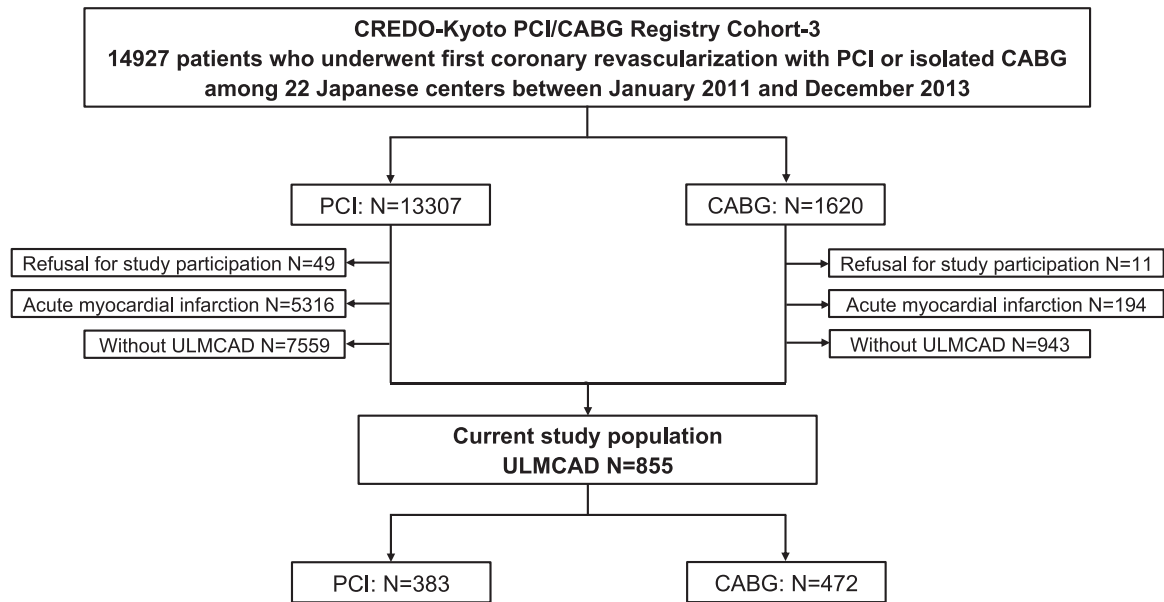 CREDO-Kyoto PCI/CABG Registry Cohort-3
14927 patients who underwent first coronary revascularization with PCI or isolated CABG
among 22 Japanese centers between January 2011 and December 2013
PCI: N=13307
CABG: N=1620
Refusal for study participation N=49
Refusal for study participation N=11
Acute myocardial infarction N=5316
Acute myocardial infarction N=194
Without ULMCAD N=7559
Without ULMCAD N=943
Current study population
ULMCAD N=855
PCI: N=383
CABG: N=472